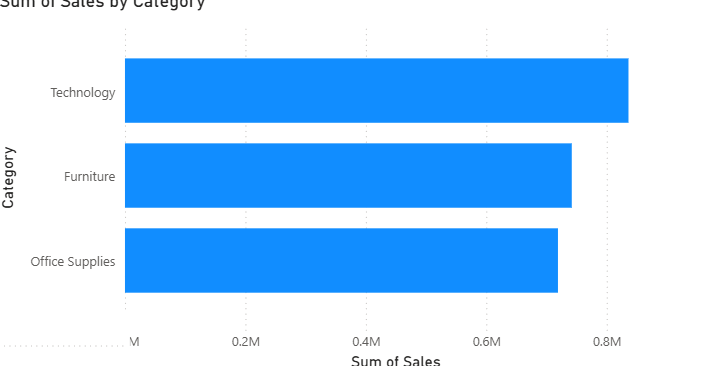 Sum of Sales by Category
Technology
Furniture
Office Supplies
Category
M
0.2M
0.4M
0.6M
0.8M
Sum of Sales